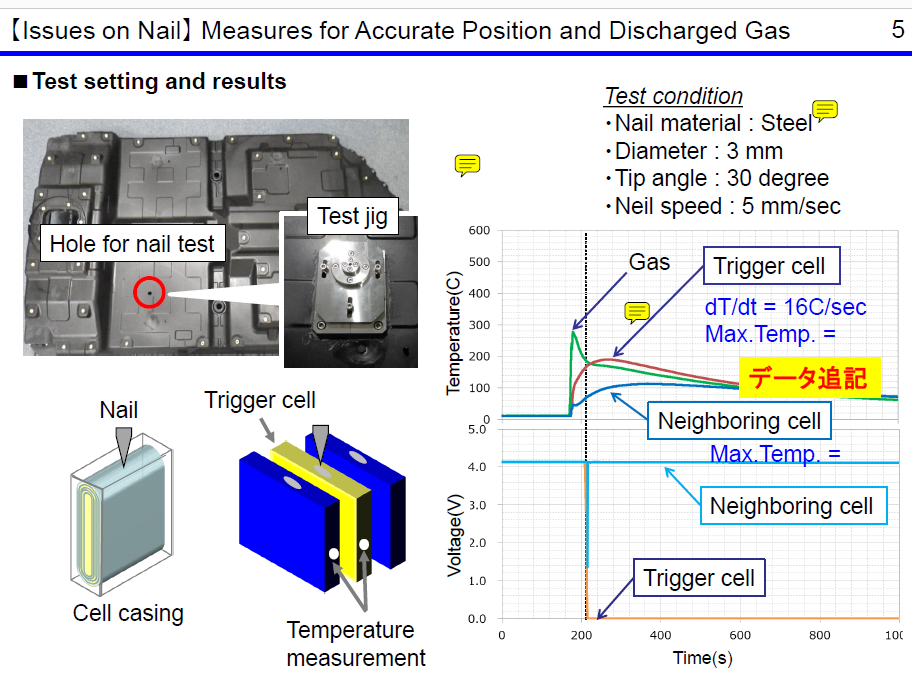 【Issues on Nail】 Measures for Accurate Position and Discharged Gas
5
■ Test setting and results
Test condition
・Nail material : Steel
・Diameter : 3 mm
・Tip angle : 30 degree
・Neil speed : 5 mm/sec
Hole for nail test
Test jig
Nail
Trigger cell
Cell casing
Temperature
measurement
Temperature(C)
600
500
400
300
200
100
0
Gas
Trigger cell
dT/dt = 16C/sec
Max.Temp. =
データ追記
Neighboring cell
Max.Temp. =
Voltage(V)
5.0
4.0
3.0
2.0
1.0
0.0
Neighboring cell
Trigger cell
0
200
400
600
800
100
Time(s)